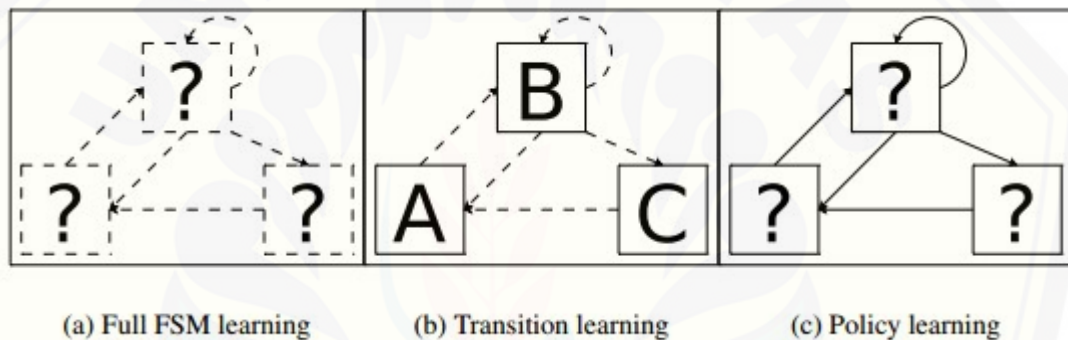 ?
? ?
B
A C
?
? ?
(a) Full FSM learning
(b) Transition learning
(c) Policy learning